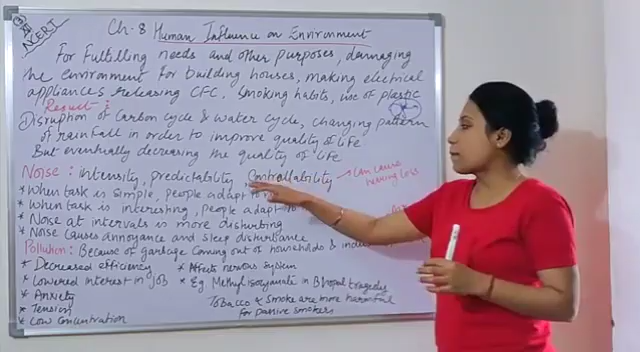 XII
NCERT
Ch-8 Human Influence on Environment
For Fulfilling needs and other purposes, damaging
the environment for building houses, making electrical
appliances releasing CFC, Smoking habits, use of plastic
Result:
Disruption of Carbon cycle & water cycle, changing pattern
of rainfall in order to improve quality of life
But eventually decreasing the quality of life
Noise: intensity, predictability, Controllability → Can cause
hearing loss
* When task is simple, people adapt to
* When task is interesting, people adapt to
* Noise at intervals is more disturbing
* Noise causes annoyance and sleep disturbance
Pollution: Because of garbage coming out of households &
* Decreased efficiency * Affects nervous system
* Lowered interest in job * Eg. Methyl isocyanate in Bhopal tragedy
* Anxiety
* Tension Tobacco & smoke are more harmful
* Low Concentration for passive smokers